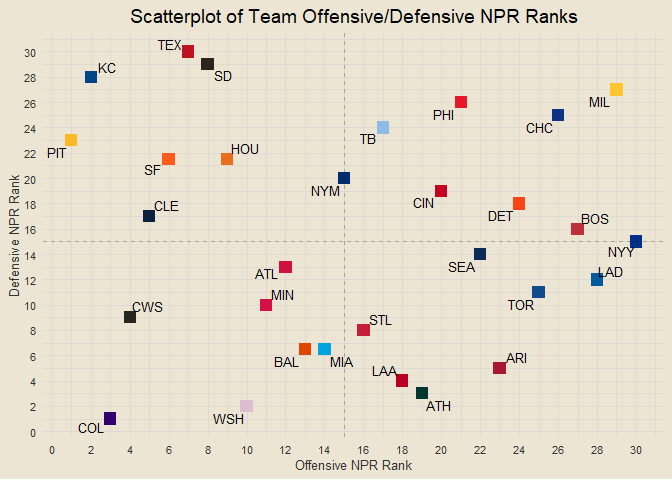 Scatterplot of Team Offensive/Defensive NPR Ranks
Defensive NPR Rank
30
28
26
24
22
20
18
16
14
12
10
8
6
4
2
0
TEX
KC
SD
MIL
PHI
CHC
TB
PIT
HOU
SF
NYM
CIN
CLE
DET
BOS
NYY
SEA
ATL
LAD
MIN
TOR
CWS
STL
BAL
MIA
ARI
LAA
ATH
WSH
COL
0 2 4 6 8 10 12 14 16 18 20 22 24 26 28 30
Offensive NPR Rank